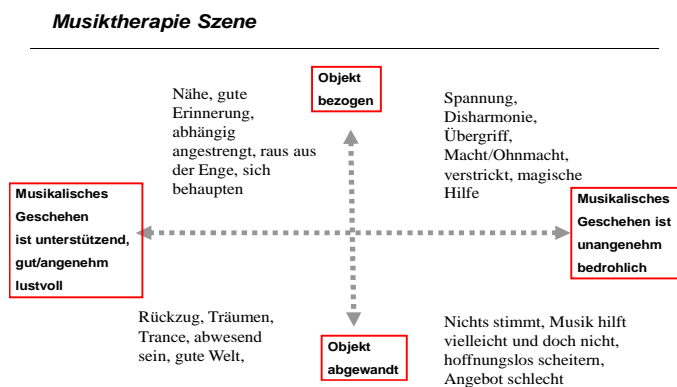 Musiktherapie Szene
Objekt
bezogen
Nähe, gute
Erinnerung,
abhängig
angestrengt, raus aus
der Enge, sich
behaupten
Spannung,
Disharmonie,
Übergriff,
Macht/Ohnmacht,
verstrickt, magische
Hilfe
Musikalisches
Geschehen
ist unterstützend,
gut/angenehm
lustvoll
Musikalisches
Geschehen ist
unangenehm
bedrohlich
Rückzug, Träumen,
Trance, abwesend
sein, gute Welt,
Objekt
abgewandt
Nichts stimmt, Musik hilft
vielleicht und doch nicht,
hoffnungslos scheitern,
Angebot schlecht